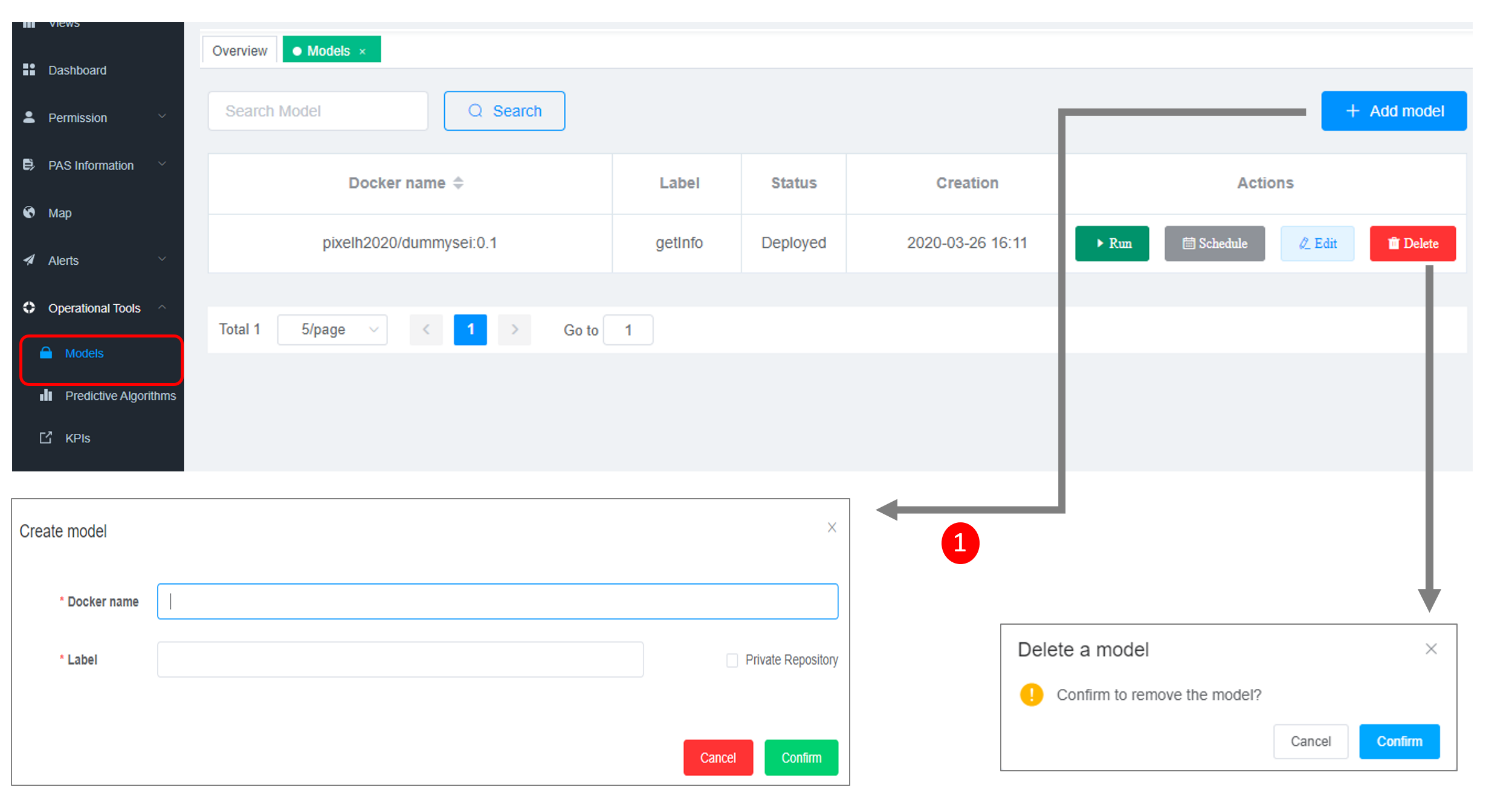 Views
Dashboard
Permission
PAS Information
Map
Alerts
Operational Tools
Models
Predictive Algorithms
KPIs
Overview Models ×
Search Model Search + Add model
Docker name Label Status Creation Actions
pixelh2020/dummysei:0.1 getInfo Deployed 2020-03-26 16:11 Run Schedule Edit Delete
Total 1 5/page < 1 > Go to 1
Create model ×
* Docker name
* Label Private Repository
Cancel Confirm
1
Delete a model ×
! Confirm to remove the model?
Cancel Confirm